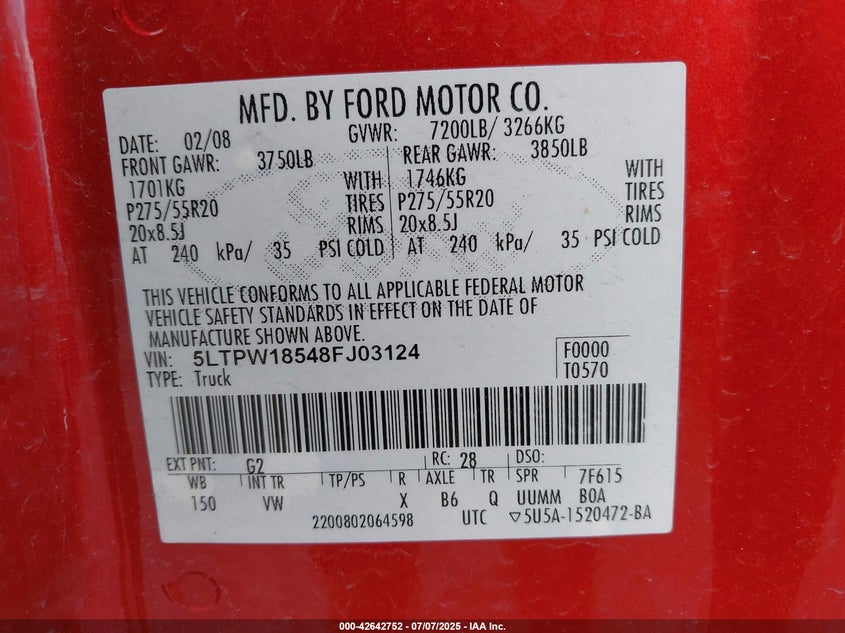 MFD. BY FORD MOTOR CO.
DATE: 02/08 GVWR: 7200LB/ 3266KG
FRONT GAWR: 3750LB REAR GAWR: 3850LB
1701KG WITH 1746KG WITH
P275/55R20 TIRES P275/55R20 TIRES
20x8.5J RIMS 20x8.5J RIMS
AT 240 kPa/ 35 PSI COLD AT 240 kPa/ 35 PSI COLD
THIS VEHICLE CONFORMS TO ALL APPLICABLE FEDERAL MOTOR
VEHICLE SAFETY STANDARDS IN EFFECT ON THE DATE OF
MANUFACTURE SHOWN ABOVE.
VIN: 5LTPW18548FJ03124 F0000
TYPE: Truck T0570
EXT PNT: G2 RC: 28 DSO:
WB INT TR TP/PS R AXLE TR SPR 7F615
150 VW X B6 Q UUMM BOA
2200802064598 UTC ▽5U5A-1520472-BA
000-42642752 - 07/07/2025 - IAA Inc.